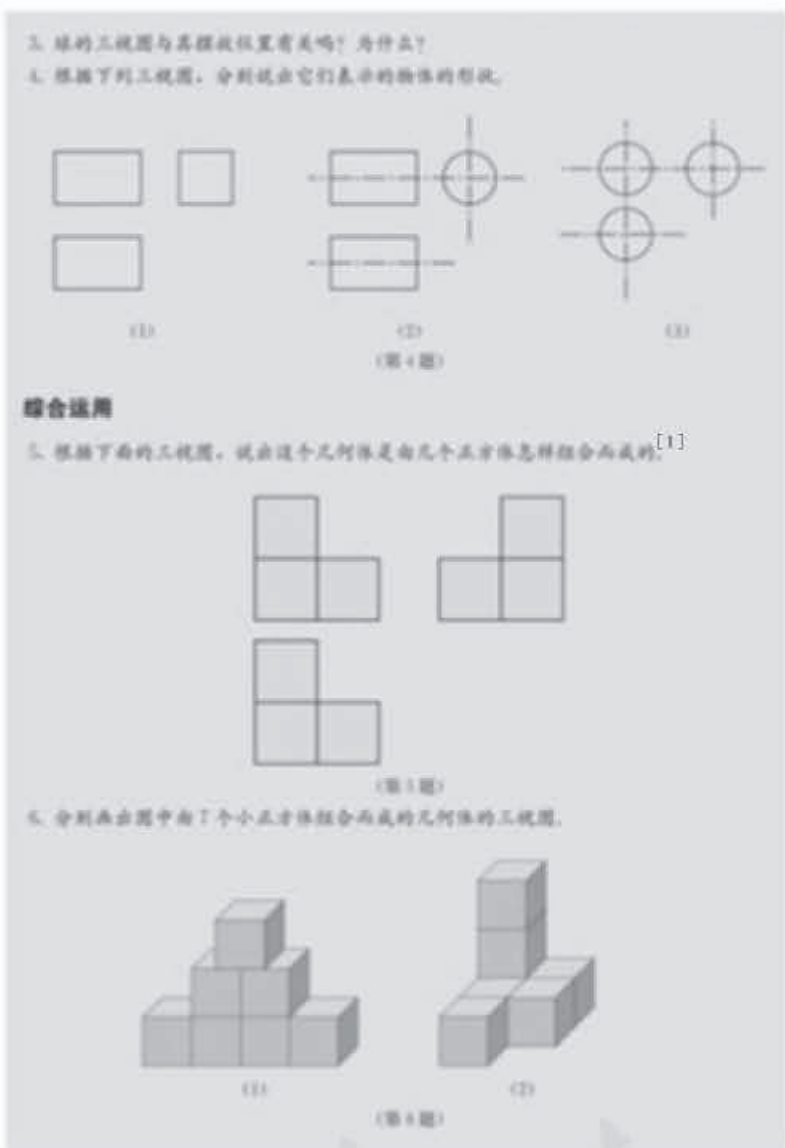 3. 球的三视图与其摆放位置有关吗？为什么？
4. 根据下列三视图，分别说出它们表示的物体的形状.
(1)
(2)
(3)
(第 4 题)
综合运用
5. 根据下面的三视图，说出这个几何体是由几个正方体怎样组合而成的.[1]
(第 5 题)
6. 分别画出图中由 7 个小正方体组合而成的几何体的三视图.
(1)
(2)
(第 6 题)